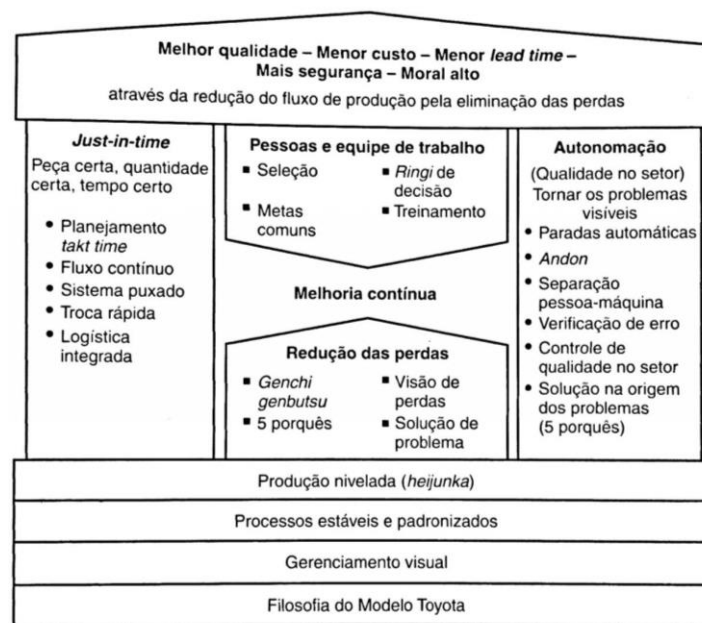 Melhor qualidade – Menor custo – Menor lead time –
Mais segurança – Moral alto
através da redução do fluxo de produção pela eliminação das perdas
Just-in-time
Peça certa, quantidade
certa, tempo certo
• Planejamento
takt time
• Fluxo contínuo
• Sistema puxado
• Troca rápida
• Logística
integrada
Pessoas e equipe de trabalho
▪ Seleção
▪ Metas
comuns
▪ Ringi de
decisão
▪ Treinamento
Melhoria contínua
Redução das perdas
▪ Genchi
genbutsu
▪ 5 porquês
▪ Visão de
perdas
▪ Solução de
problema
Autonomação
(Qualidade no setor)
Tornar os problemas
visíveis
• Paradas automáticas
• Andon
• Separação
pessoa-máquina
• Verificação de erro
• Controle de
qualidade no setor
• Solução na origem
dos problemas
(5 porquês)
Produção nivelada (heijunka)
Processos estáveis e padronizados
Gerenciamento visual
Filosofia do Modelo Toyota